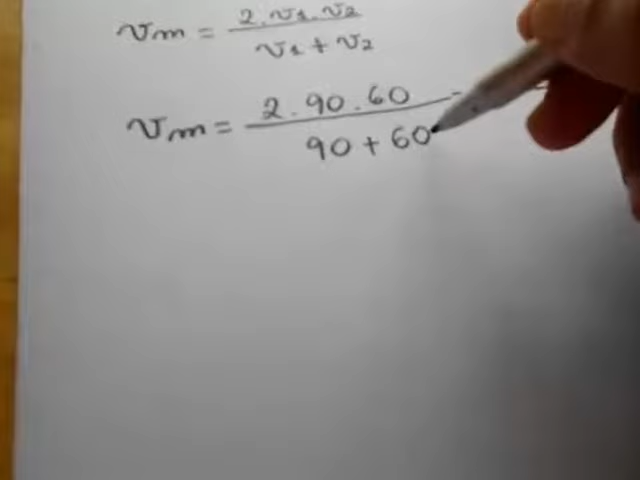 vm = 2.v1.v2 / v1 + v2
vm = 2.90.60 / 90 + 60